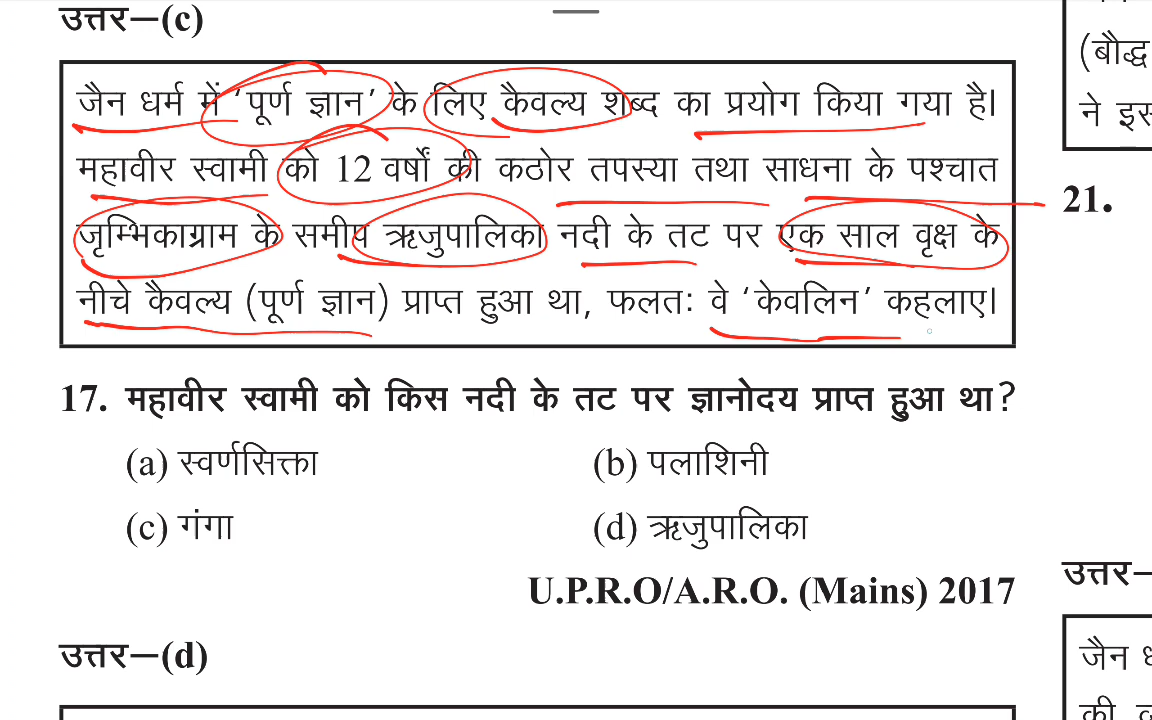 उत्तर–(c)
जैन धर्म में 'पूर्ण ज्ञान' के लिए कैवल्य शब्द का प्रयोग किया गया है।
महावीर स्वामी को 12 वर्षों की कठोर तपस्या तथा साधना के पश्चात
जृम्भिकाग्राम के समीप ऋजुपालिका नदी के तट पर एक साल वृक्ष के
नीचे कैवल्य (पूर्ण ज्ञान) प्राप्त हुआ था, फलतः वे 'केवलिन' कहलाए।
17. महावीर स्वामी को किस नदी के तट पर ज्ञानोदय प्राप्त हुआ था?
(a) स्वर्णसिक्ता (b) पलाशिनी
(c) गंगा (d) ऋजुपालिका
U.P.R.O/A.R.O. (Mains) 2017
उत्तर–(d)
(बौद्ध
ने इस
21.
उत्तर–
जैन ध
की